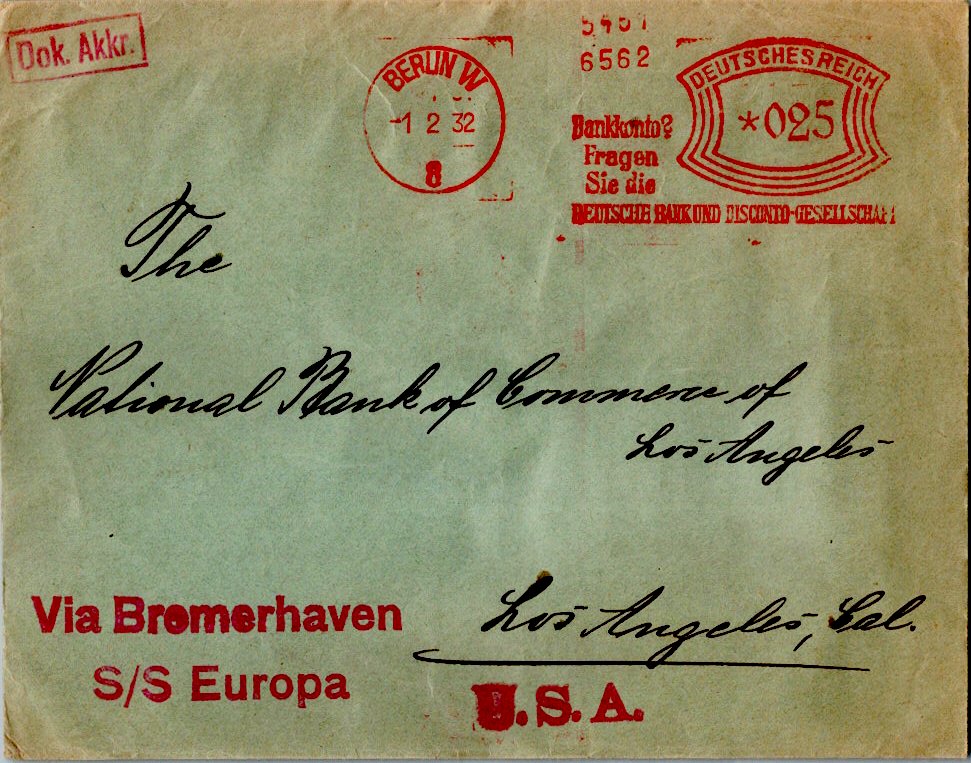 Dok. Akkr.
BERLIN W
-1 2 32
8
6562
DEUTSCHES REICH
*025
Bankkonto?
Fragen
Sie die
DEUTSCHE BANK UND DISCONTO-GESELLSCHAFT
The
National Bank of Commerce of
Los Angeles
Los Angeles, Cal.
Via Bremerhaven
S/S Europa
U.S.A.